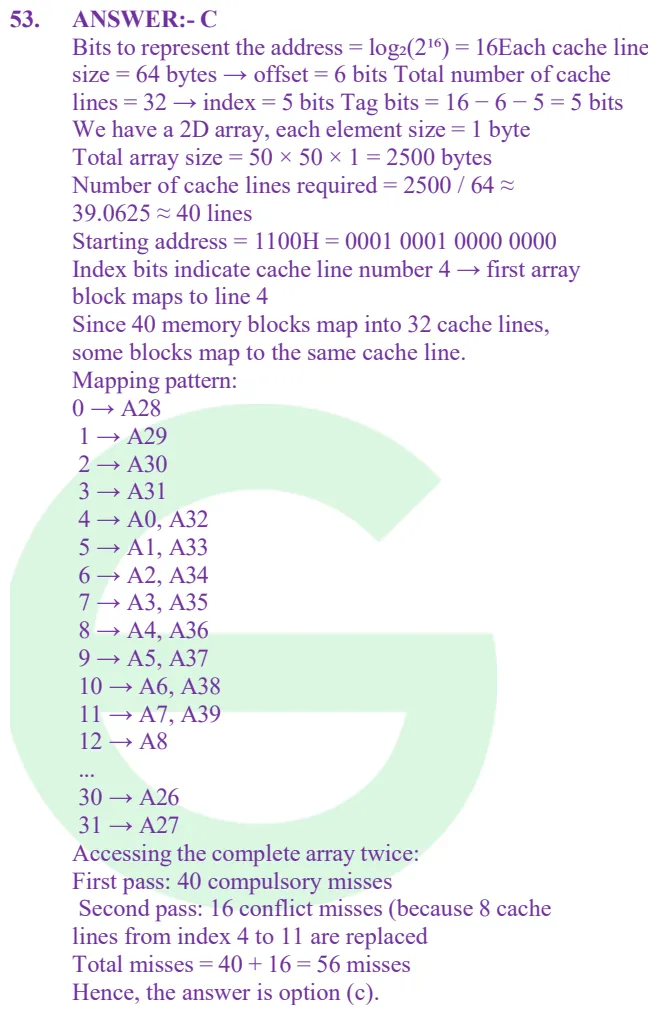 53. ANSWER:- C
Bits to represent the address = log₂(2¹⁶) = 16Each cache line
size = 64 bytes → offset = 6 bits Total number of cache
lines = 32 → index = 5 bits Tag bits = 16 − 6 − 5 = 5 bits
We have a 2D array, each element size = 1 byte
Total array size = 50 × 50 × 1 = 2500 bytes
Number of cache lines required = 2500 / 64 ≈
39.0625 ≈ 40 lines
Starting address = 1100H = 0001 0001 0000 0000
Index bits indicate cache line number 4 → first array
block maps to line 4
Since 40 memory blocks map into 32 cache lines,
some blocks map to the same cache line.
Mapping pattern:
0 → A28
1 → A29
2 → A30
3 → A31
4 → A0, A32
5 → A1, A33
6 → A2, A34
7 → A3, A35
8 → A4, A36
9 → A5, A37
10 → A6, A38
11 → A7, A39
12 → A8
...
30 → A26
31 → A27
Accessing the complete array twice:
First pass: 40 compulsory misses
Second pass: 16 conflict misses (because 8 cache
lines from index 4 to 11 are replaced
Total misses = 40 + 16 = 56 misses
Hence, the answer is option (c).